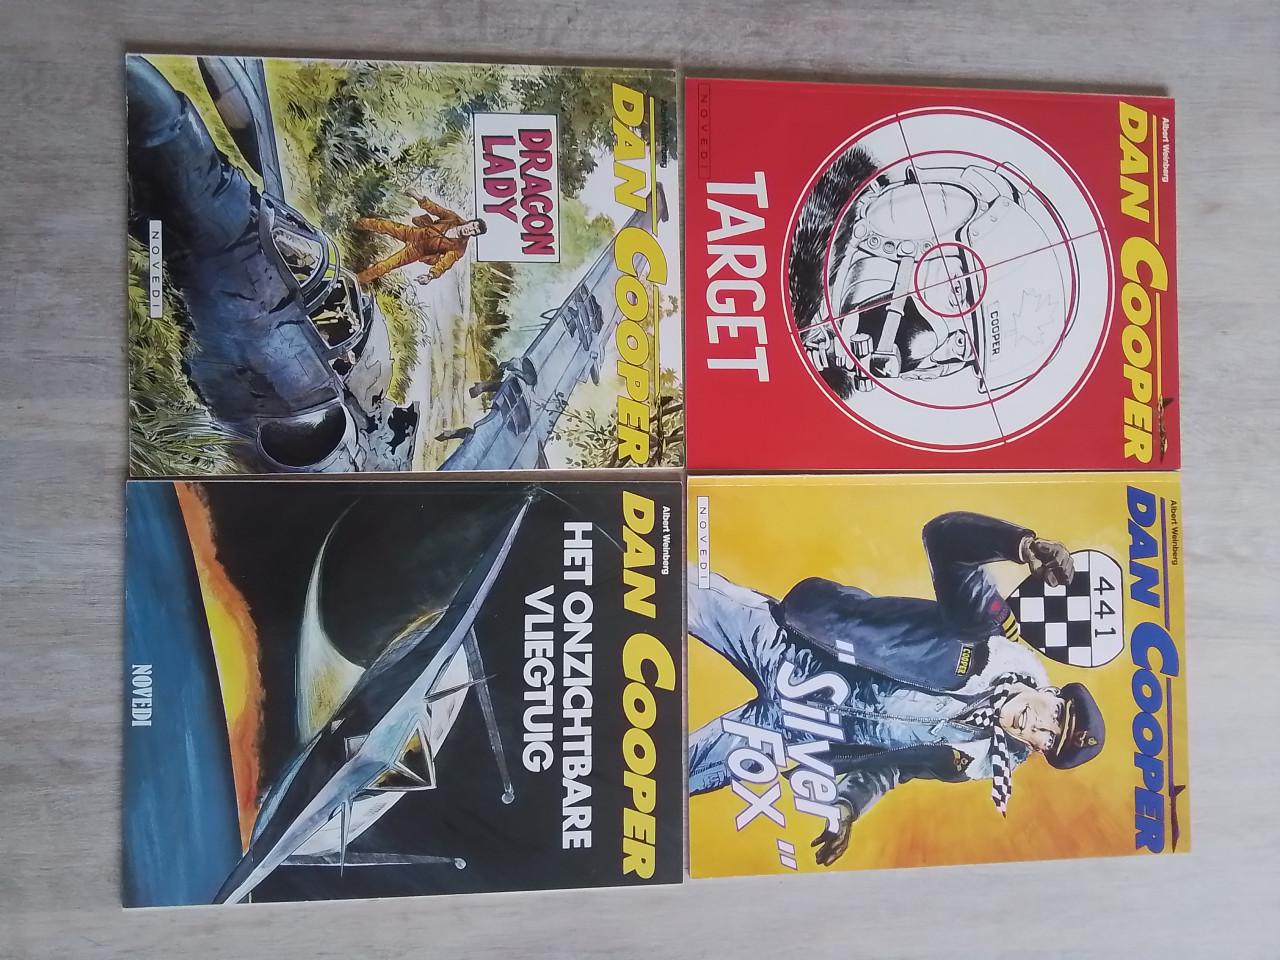 Albert Weinberg
DAN COOPER
COOPER
TARGET
NOVEDI
Albert Weinberg
DAN COOPER
441
COOPER
"Silver
Fox"
NOVEDI
Albert Weinberg
DAN COOPER
DRAGON
LADY
NOVEDI
Albert Weinberg
DAN COOPER
HET ONZICHTBARE
VLIEGTUIG
NOVEDI